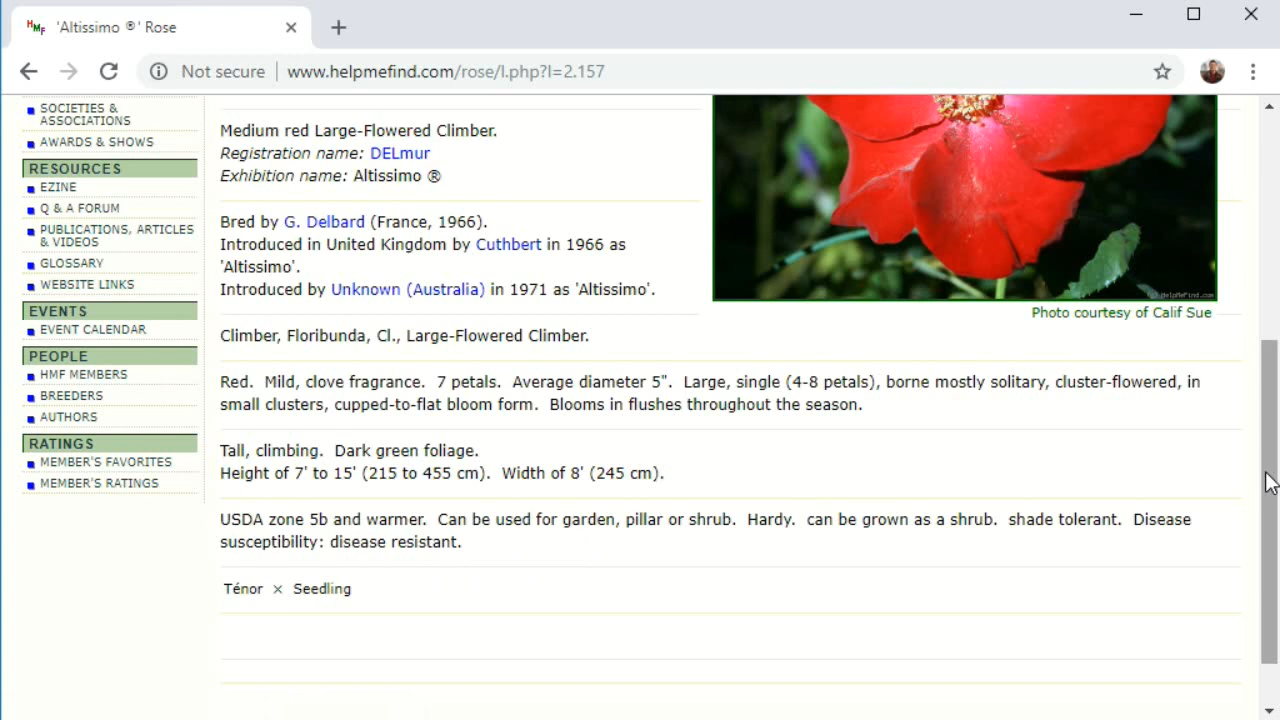 HMF 'Altissimo ®' Rose
Not secure
www.helpmefind.com/rose/l.php?l=2.157
SOCIETIES &
ASSOCIATIONS
AWARDS & SHOWS
RESOURCES
EZINE
Q & A FORUM
PUBLICATIONS, ARTICLES
& VIDEOS
GLOSSARY
WEBSITE LINKS
EVENTS
EVENT CALENDAR
PEOPLE
HMF MEMBERS
BREEDERS
AUTHORS
RATINGS
MEMBER'S FAVORITES
MEMBER'S RATINGS
Medium red Large-Flowered Climber.
Registration name: DELmur
Exhibition name: Altissimo ®
Bred by G. Delbard (France, 1966).
Introduced in United Kingdom by Cuthbert in 1966 as
'Altissimo'.
Introduced by Unknown (Australia) in 1971 as 'Altissimo'.
HelpMeFind.com
Photo courtesy of Calif Sue
Climber, Floribunda, Cl., Large-Flowered Climber.
Red. Mild, clove fragrance. 7 petals. Average diameter 5". Large, single (4-8 petals), borne mostly solitary, cluster-flowered, in
small clusters, cupped-to-flat bloom form. Blooms in flushes throughout the season.
Tall, climbing. Dark green foliage.
Height of 7' to 15' (215 to 455 cm). Width of 8' (245 cm).
USDA zone 5b and warmer. Can be used for garden, pillar or shrub. Hardy. can be grown as a shrub. shade tolerant. Disease
susceptibility: disease resistant.
Ténor × Seedling